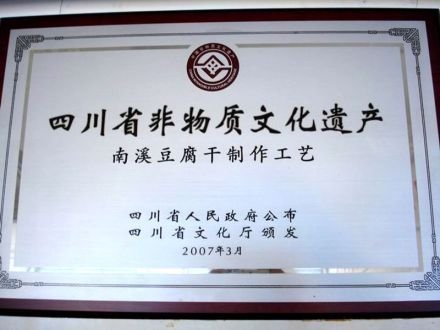 四川省非物质文化遗产
南溪豆腐干制作工艺
四川省人民政府公布
四川省文化厅颁发
2007年3月